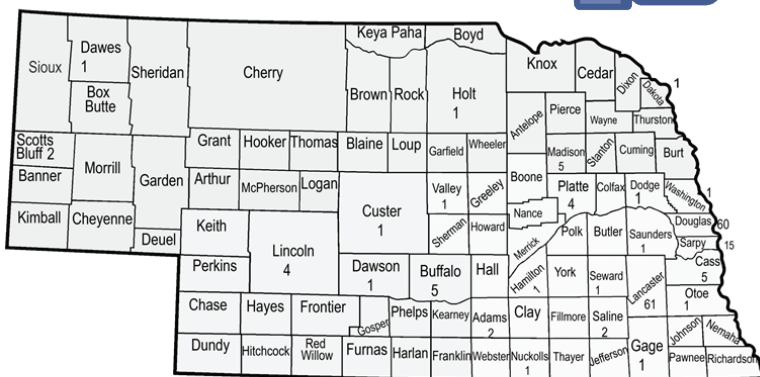 Keya Paha
Boyd
Dawes
1
Sioux
Sheridan
Cherry
Box
Butte
Brown
Rock
Holt
1
Knox
Cedar
Dixon
Dakota
1
Antelope
Pierce
Wayne
Thurston
Scotts
Bluff 2
Morrill
Garden
Grant
Hooker
Thomas
Blaine
Loup
Garfield
Wheeler
Madison
5
Stanton
Cuming
Burt
Banner
Arthur
McPherson
Logan
Custer
1
Valley
1
Greeley
Boone
Platte
4
Colfax
Dodge
1
Washington
1
Kimball
Cheyenne
Deuel
Keith
Lincoln
4
Sherman
Howard
Nance
Merrick
Polk
Butler
Saunders
1
Douglas 60
Sarpy 15
Perkins
Dawson
1
Buffalo
5
Hall
Hamilton
1
York
Seward
1
Lancaster
61
Cass
5
Otoe
1
Chase
Hayes
Frontier
Gosper
Phelps
Kearney
Adams
2
Clay
Fillmore
Saline
2
Johnson
Nemaha
Dundy
Hitchcock
Red
Willow
Furnas
Harlan
Franklin
Webster
Nuckolls
1
Thayer
Jefferson
Gage
1
Pawnee
Richardson